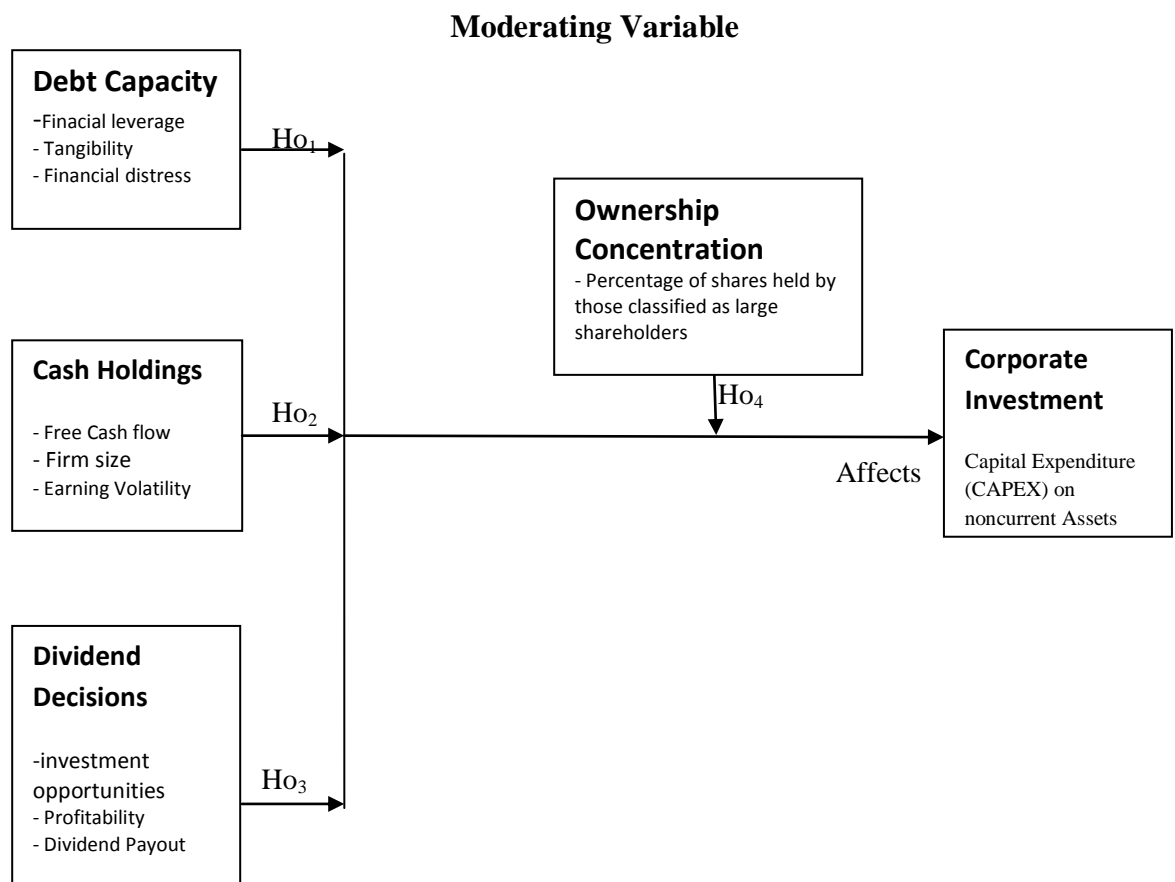 Moderating Variable
Debt Capacity
-Finacial leverage
- Tangibility
- Financial distress
Ho1
Ownership
Concentration
- Percentage of shares held by
those classified as large
shareholders
Ho4
Cash Holdings
- Free Cash flow
- Firm size
- Earning Volatility
Ho2
Affects
Corporate
Investment
Capital Expenditure
(CAPEX) on
noncurrent Assets
Dividend
Decisions
-investment
opportunities
- Profitability
- Dividend Payout
Ho3